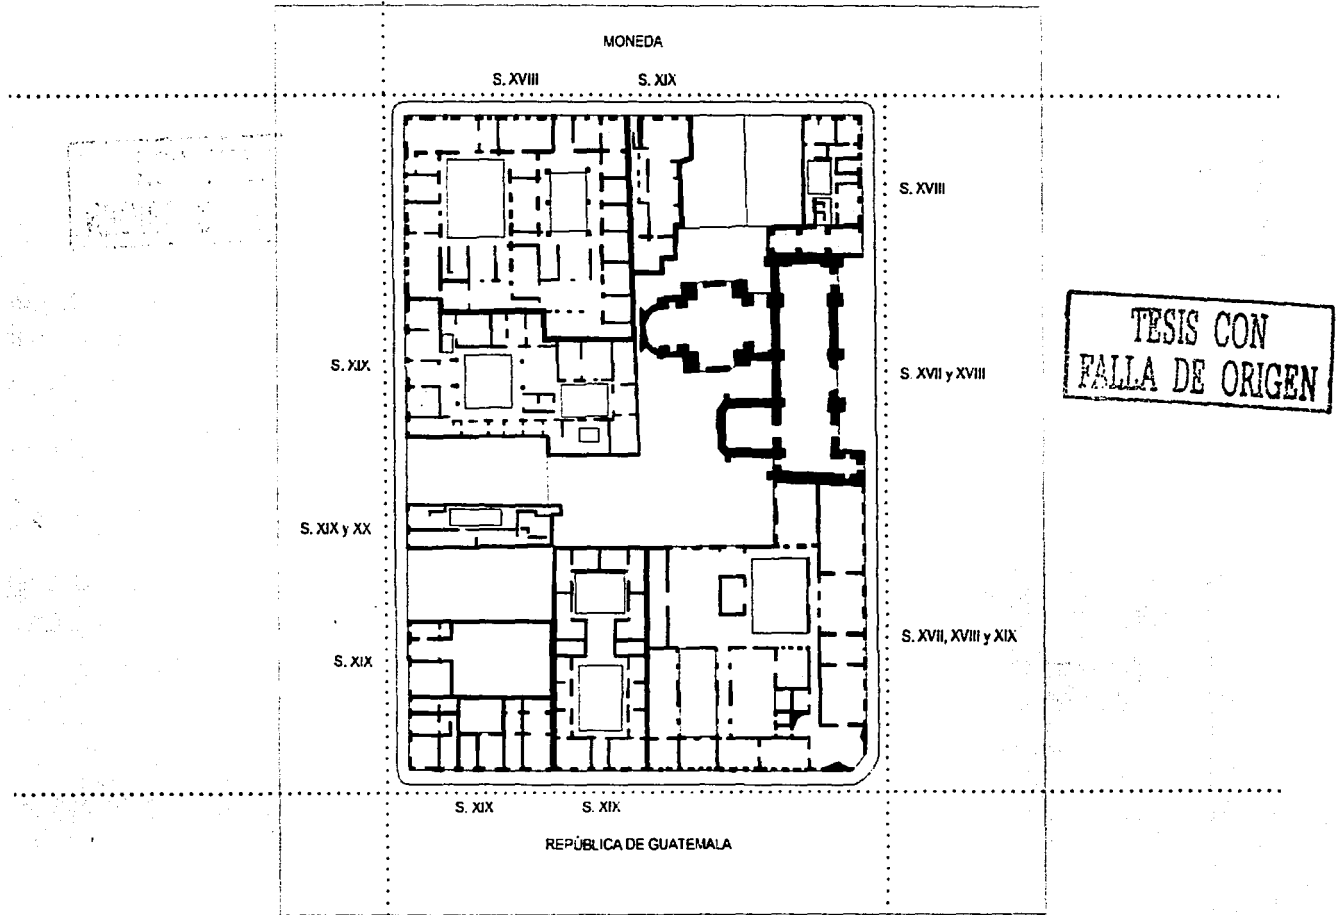 MONEDA
S. XVIII
S. XIX
S. XVIII
S. XIX
S. XVII y XVIII
TESIS CON
FALLA DE ORIGEN
S. XIX y XX
S. XVII, XVIII y XIX
S. XIX
S. XIX
S. XIX
REPÚBLICA DE GUATEMALA